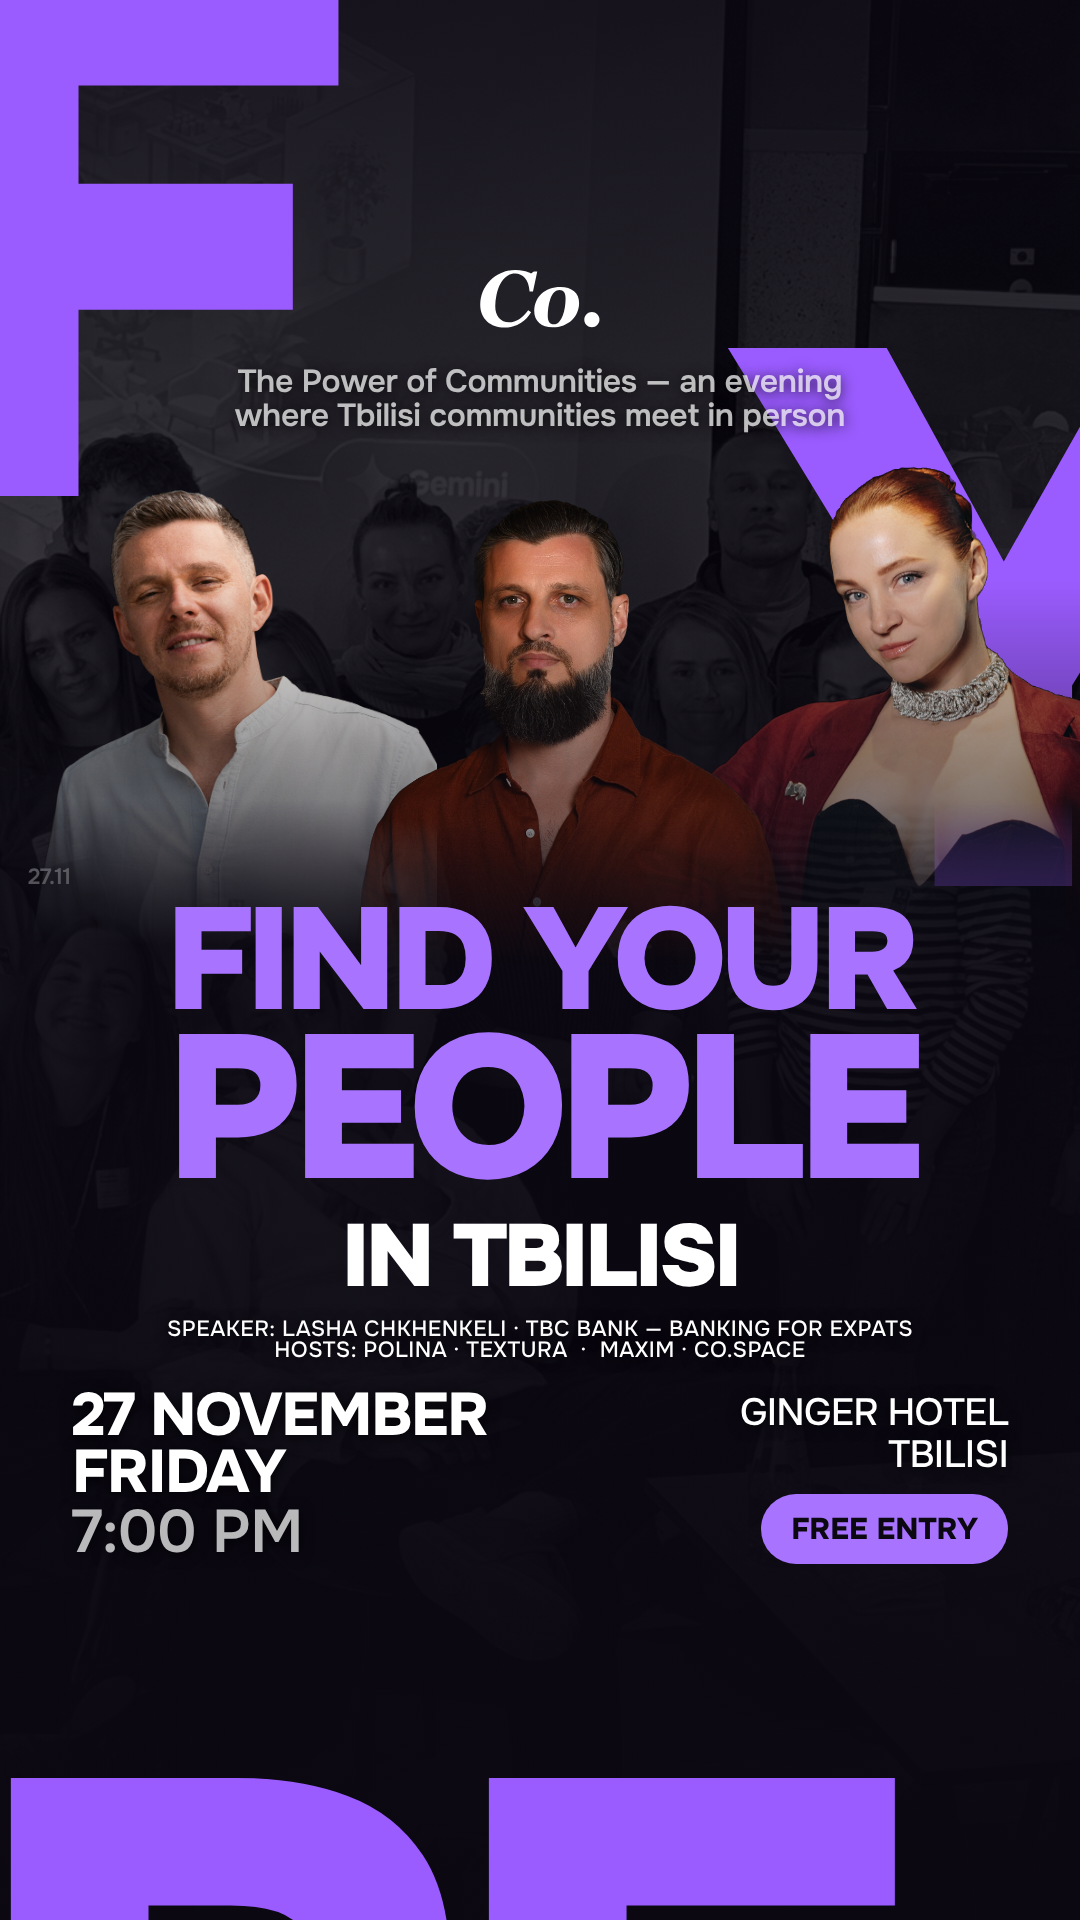 F
Co.
The Power of Communities — an evening
where Tbilisi communities meet in person
Y
Gemini
27.11
FIND YOUR
PEOPLE
IN TBILISI
SPEAKER: LASHA CHKHENKELI · TBC BANK — BANKING FOR EXPATS
HOSTS: POLINA · TEXTURA · MAXIM · CO.SPACE
27 NOVEMBER
FRIDAY
7:00 PM
GINGER HOTEL
TBILISI
FREE ENTRY
PE